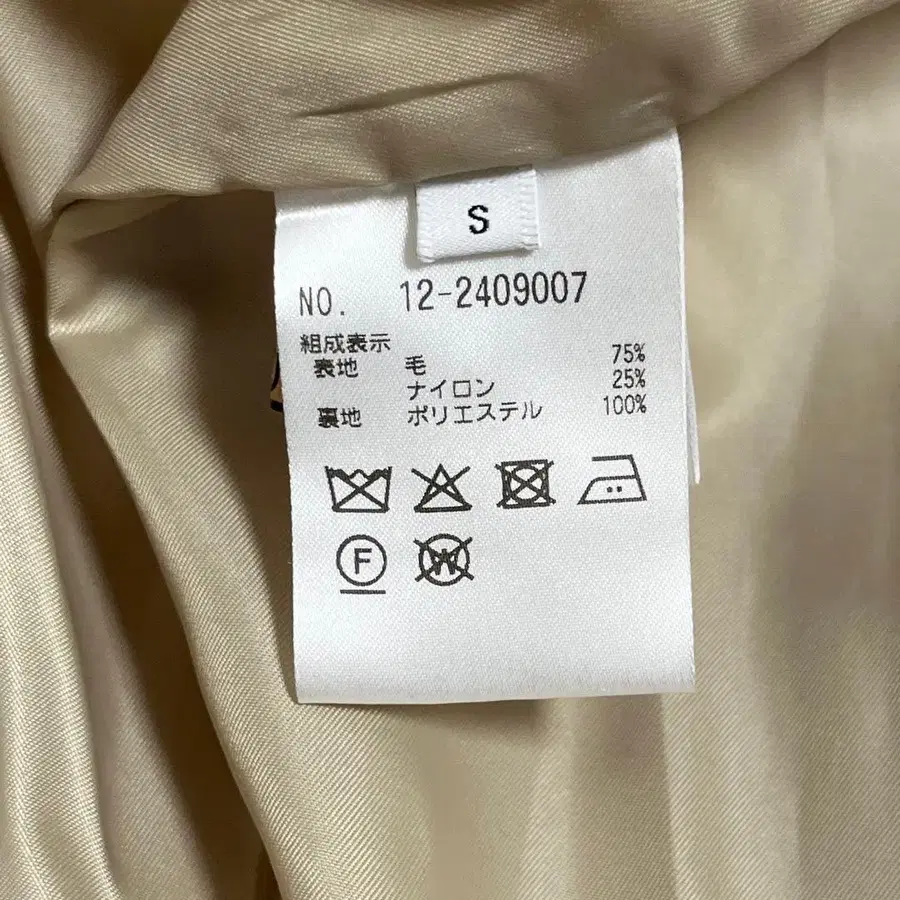 S
NO. 12-2409007
組成表示
表地 毛 75%
ナイロン 25%
裏地 ポリエステル 100%
F
W